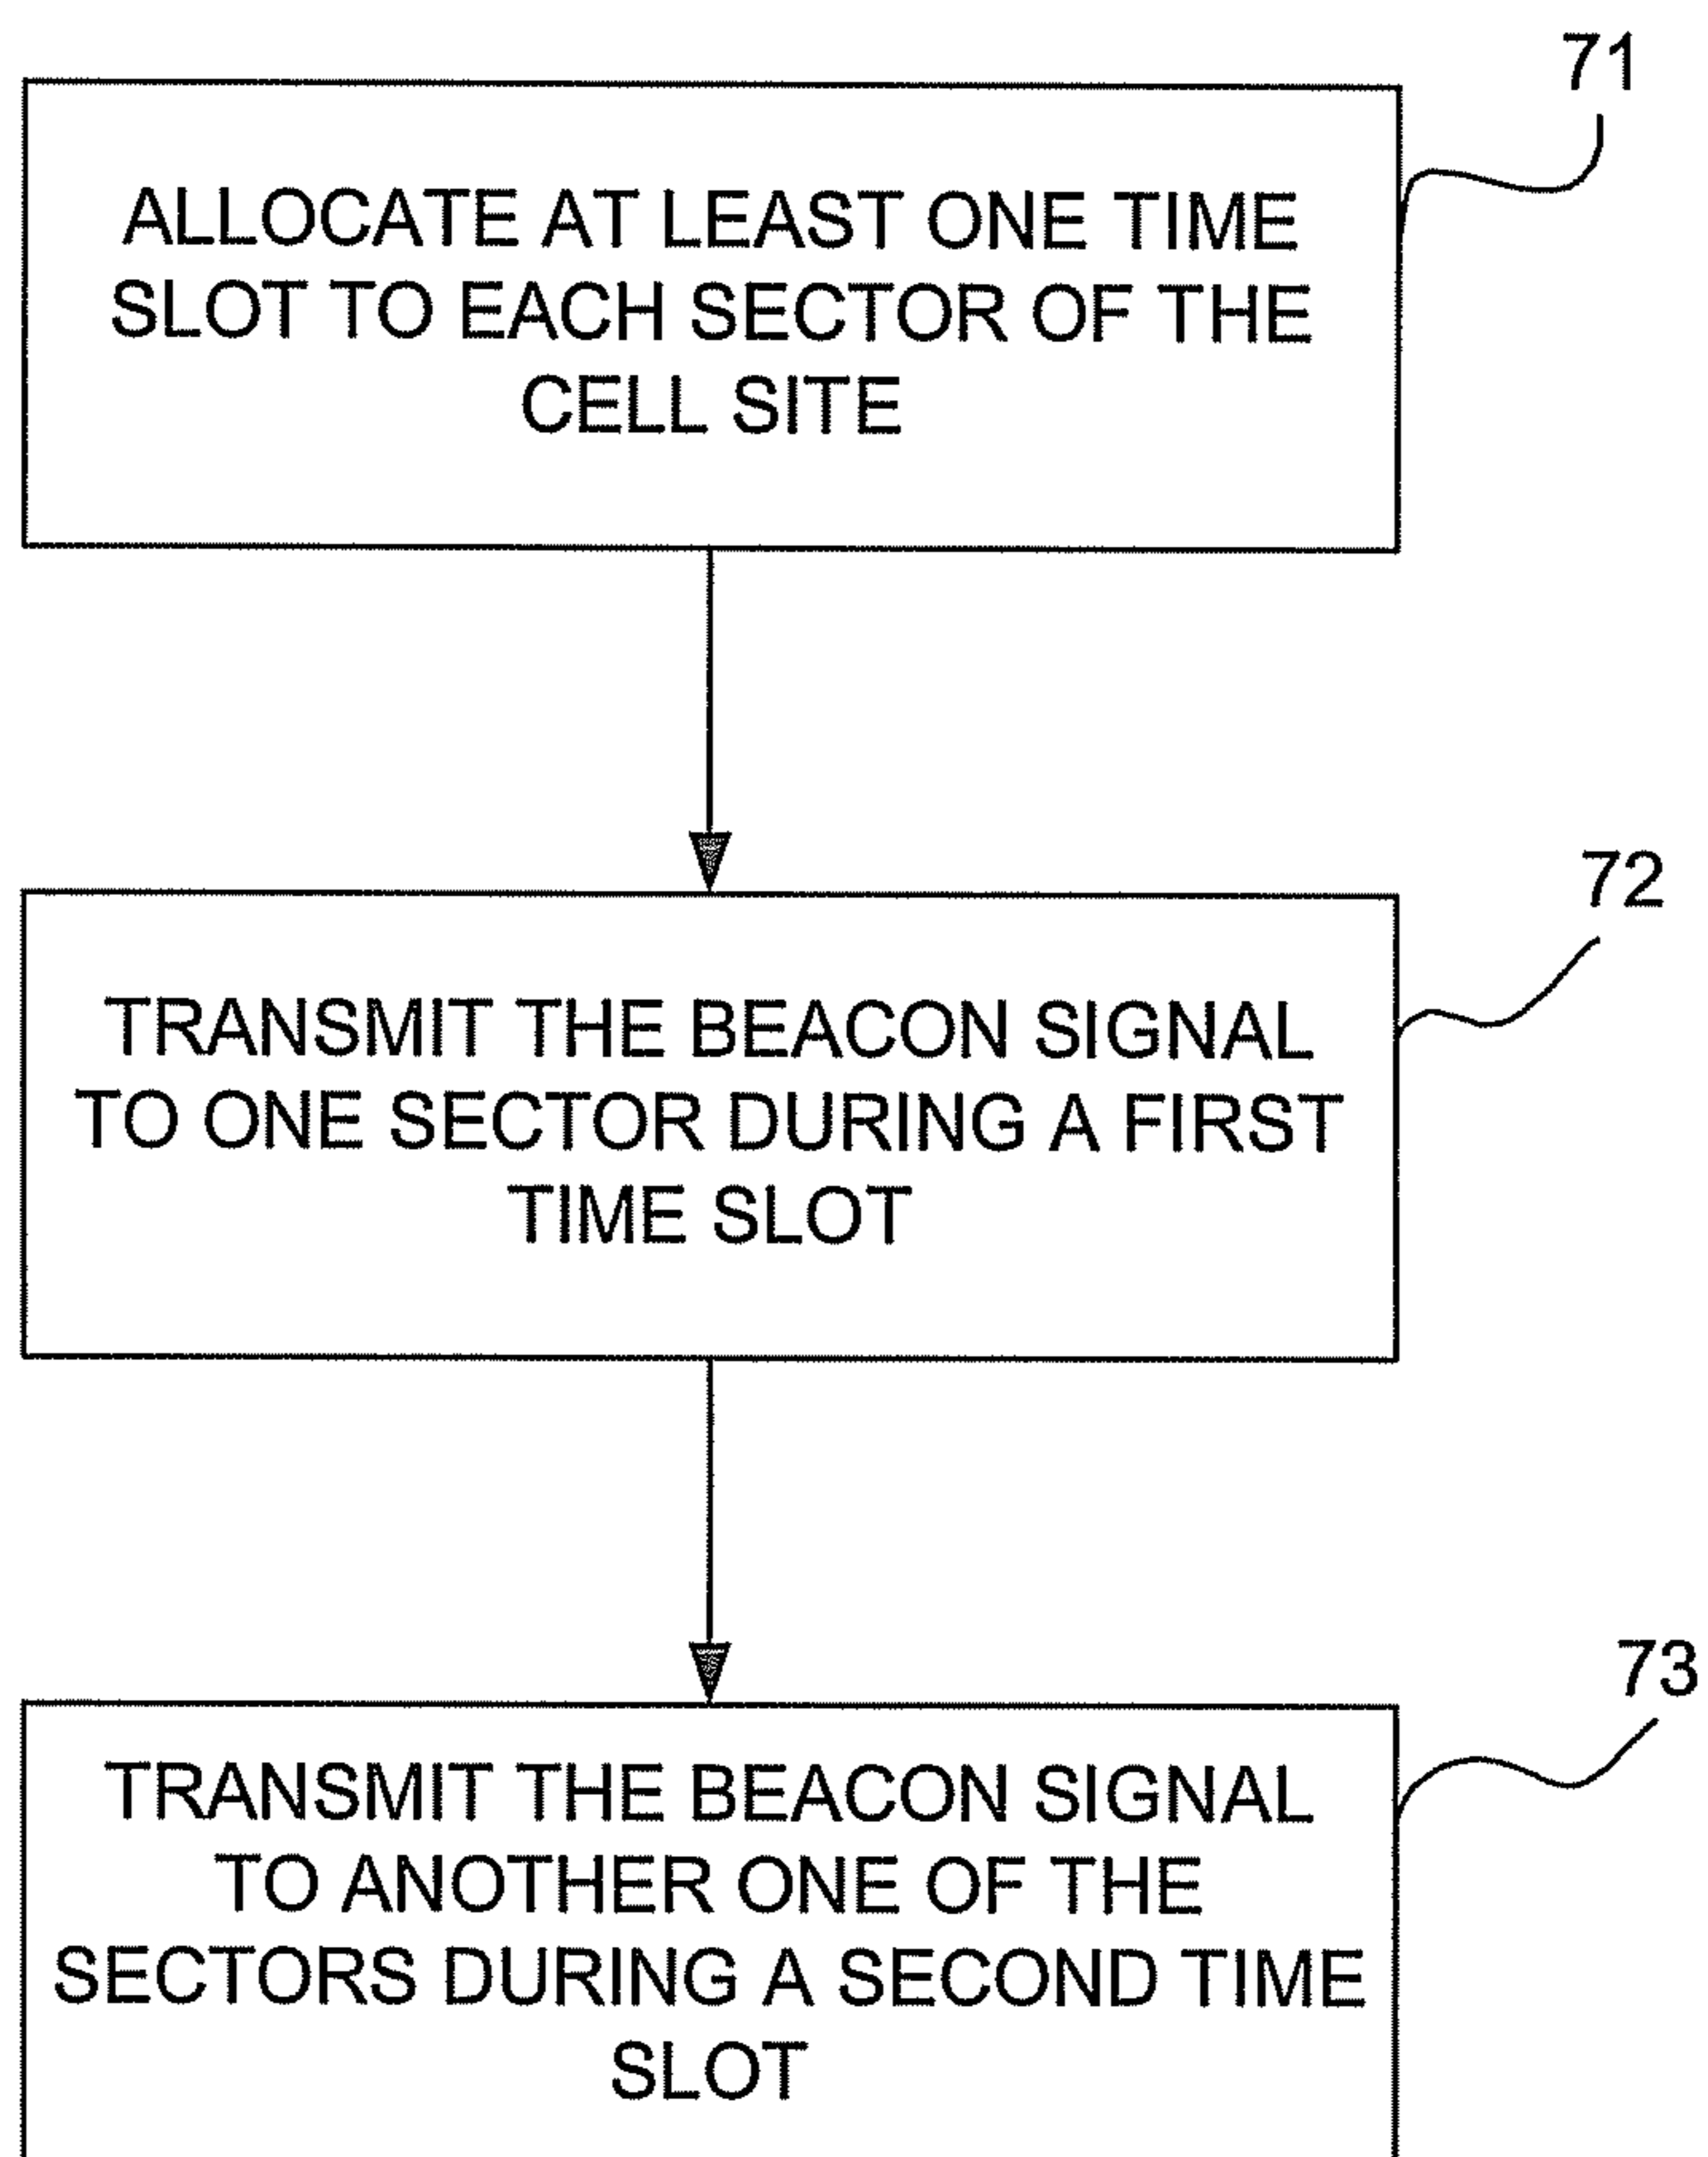 71
ALLOCATE AT LEAST ONE TIME
SLOT TO EACH SECTOR OF THE
CELL SITE
72
TRANSMIT THE BEACON SIGNAL
TO ONE SECTOR DURING A FIRST
TIME SLOT
73
TRANSMIT THE BEACON SIGNAL
TO ANOTHER ONE OF THE
SECTORS DURING A SECOND TIME
SLOT